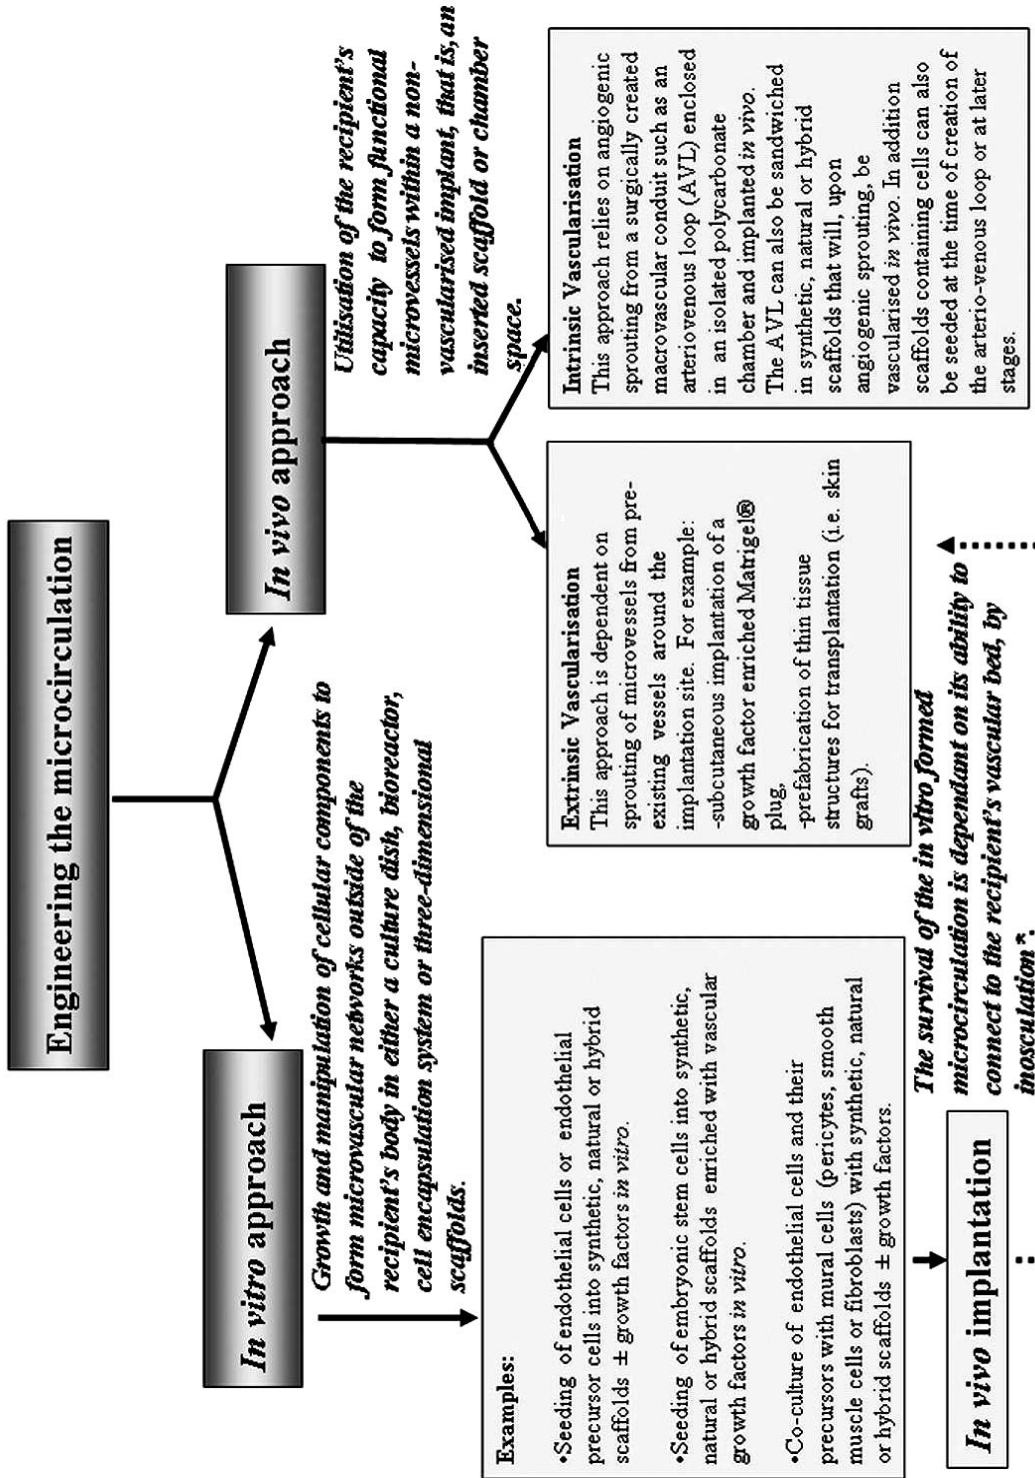 Engineering the microcirculation
In vitro approach
Growth and manipulation of cellular components to
form microvascular networks outside of the
recipient's body in either a culture dish, bioreactor,
cell encapsulation system or three-dimensional
scaffolds.
Examples:
•Seeding of endothelial cells or endothelial
precursor cells into synthetic, natural or hybrid
scaffolds ± growth factors in vitro.
•Seeding of embryonic stem cells into synthetic,
natural or hybrid scaffolds enriched with vascular
growth factors in vitro.
•Co-culture of endothelial cells and their
precursors with mural cells (pericytes, smooth
muscle cells or fibroblasts) with synthetic, natural
or hybrid scaffolds ± growth factors.
In vivo implantation
The survival of the in vitro formed
microcirculation is dependant on its ability to
connect to the recipient's vascular bed, by
inosculation*
In vivo approach
Utilisation of the recipient's
capacity to form functional
microvessels within a non-
vascularised implant, that is, an
inserted scaffold or chamber
space.
Extrinsic Vascularisation
This approach is dependent on
sprouting of microvessels from pre-
existing vessels around the
implantation site. For example:
-subcutaneous implantation of a
growth factor enriched Matrigel®
plug,
-prefabrication of thin tissue
structures for transplantation (i.e. skin
grafts).
Intrinsic Vascularisation
This approach relies on angiogenic
sprouting from a surgically created
macrovascular conduit such as an
arteriovenous loop (AVL) enclosed
in an isolated polycarbonate
chamber and implanted in vivo.
The AVL can also be sandwiched
in synthetic, natural or hybrid
scaffolds that will, upon
angiogenic sprouting, be
vascularised in vivo. In addition
scaffolds containing cells can also
be seeded at the time of creation of
the arterio-venous loop or at later
stages.